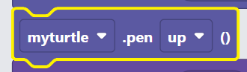 myturtle .pen up ()